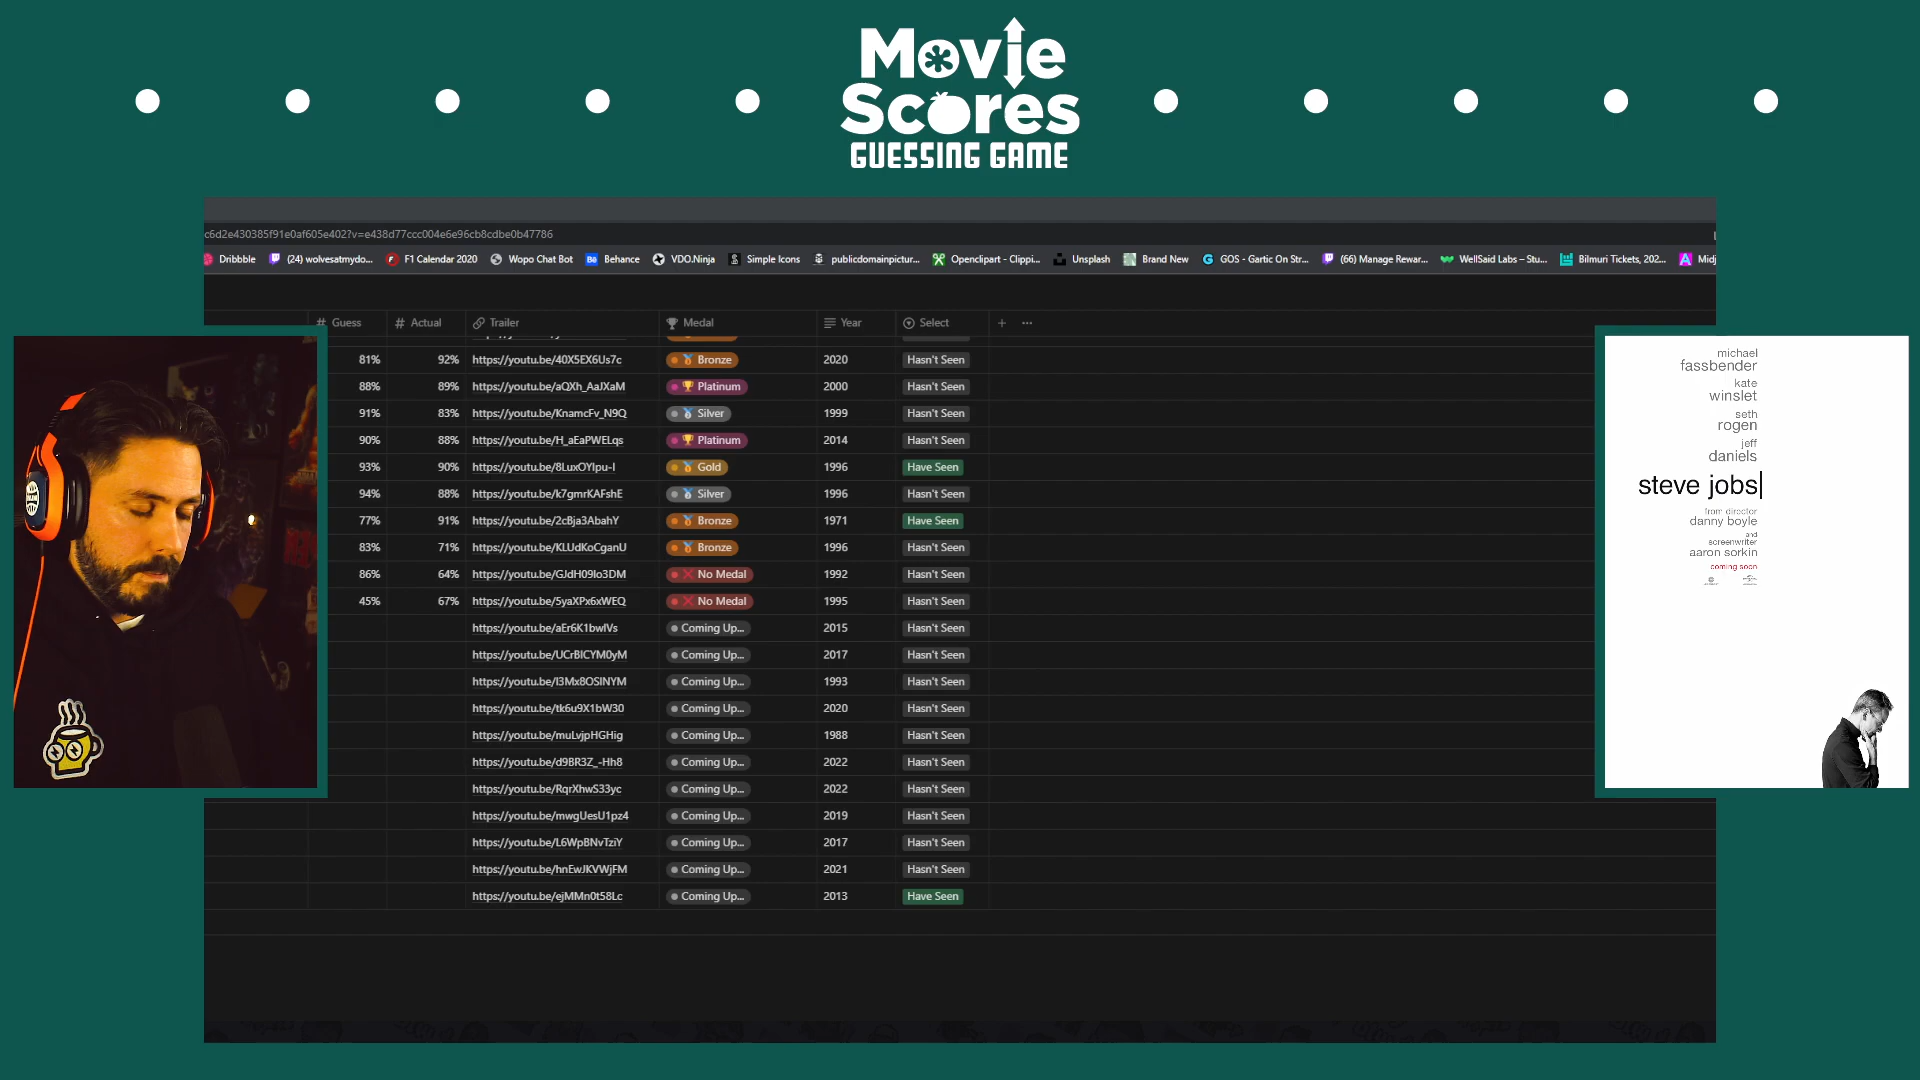 Movie
Scores
GUESSING GAME
c6d2e430385f91e0af605e402?v=e438d77ccc004e6e96cb8cdbe0b47786
Dribbble (24) wolvesatmydo... F1 Calendar 2020 Wopo Chat Bot Behance VDO.Ninja Simple Icons publicdomainpictur... Openclipart - Clippi... Unsplash Brand New GOS - Gartic On Str... (66) Manage Rewar... WellSaid Labs – Stu... Bilmuri Tickets, 202... Midj
Guess Actual Trailer Medal Year Select
81% 92% https://youtu.be/40X5EX6Us7c Bronze 2020 Hasn't Seen
88% 89% https://youtu.be/aQXh_AaJXaM Platinum 2000 Hasn't Seen
91% 83% https://youtu.be/KnamcFv_N9Q Silver 1999 Hasn't Seen
90% 88% https://youtu.be/H_aEaPWELqs Platinum 2014 Hasn't Seen
93% 90% https://youtu.be/8LuxOYIpu-I Gold 1996 Have Seen
94% 88% https://youtu.be/k7gmrKAFshE Silver 1996 Hasn't Seen
77% 91% https://youtu.be/2cBja3AbahY Bronze 1971 Have Seen
83% 71% https://youtu.be/KLUdKoCganU Bronze 1996 Hasn't Seen
86% 64% https://youtu.be/GJdH09Io3DM No Medal 1992 Hasn't Seen
45% 67% https://youtu.be/5yaXPx6xWEQ No Medal 1995 Hasn't Seen
https://youtu.be/aEr6K1bwIVs Coming Up... 2015 Hasn't Seen
https://youtu.be/UCrBICYM0yM Coming Up... 2017 Hasn't Seen
https://youtu.be/I3Mx8OSINYM Coming Up... 1993 Hasn't Seen
https://youtu.be/tk6u9X1bW30 Coming Up... 2020 Hasn't Seen
https://youtu.be/muLvjpHGHig Coming Up... 1988 Hasn't Seen
https://youtu.be/d9BR3Z_-Hh8 Coming Up... 2022 Hasn't Seen
https://youtu.be/RqrXhwS33yc Coming Up... 2022 Hasn't Seen
https://youtu.be/mwgUesU1pz4 Coming Up... 2019 Hasn't Seen
https://youtu.be/L6WpBNvTziY Coming Up... 2017 Hasn't Seen
https://youtu.be/hnEwJKVWjFM Coming Up... 2021 Hasn't Seen
https://youtu.be/ejMMn0t58Lc Coming Up... 2013 Have Seen
michael
fassbender
kate
winslet
seth
rogen
jeff
daniels
steve jobs
from director
danny boyle
and
screenwriter
aaron sorkin
coming soon